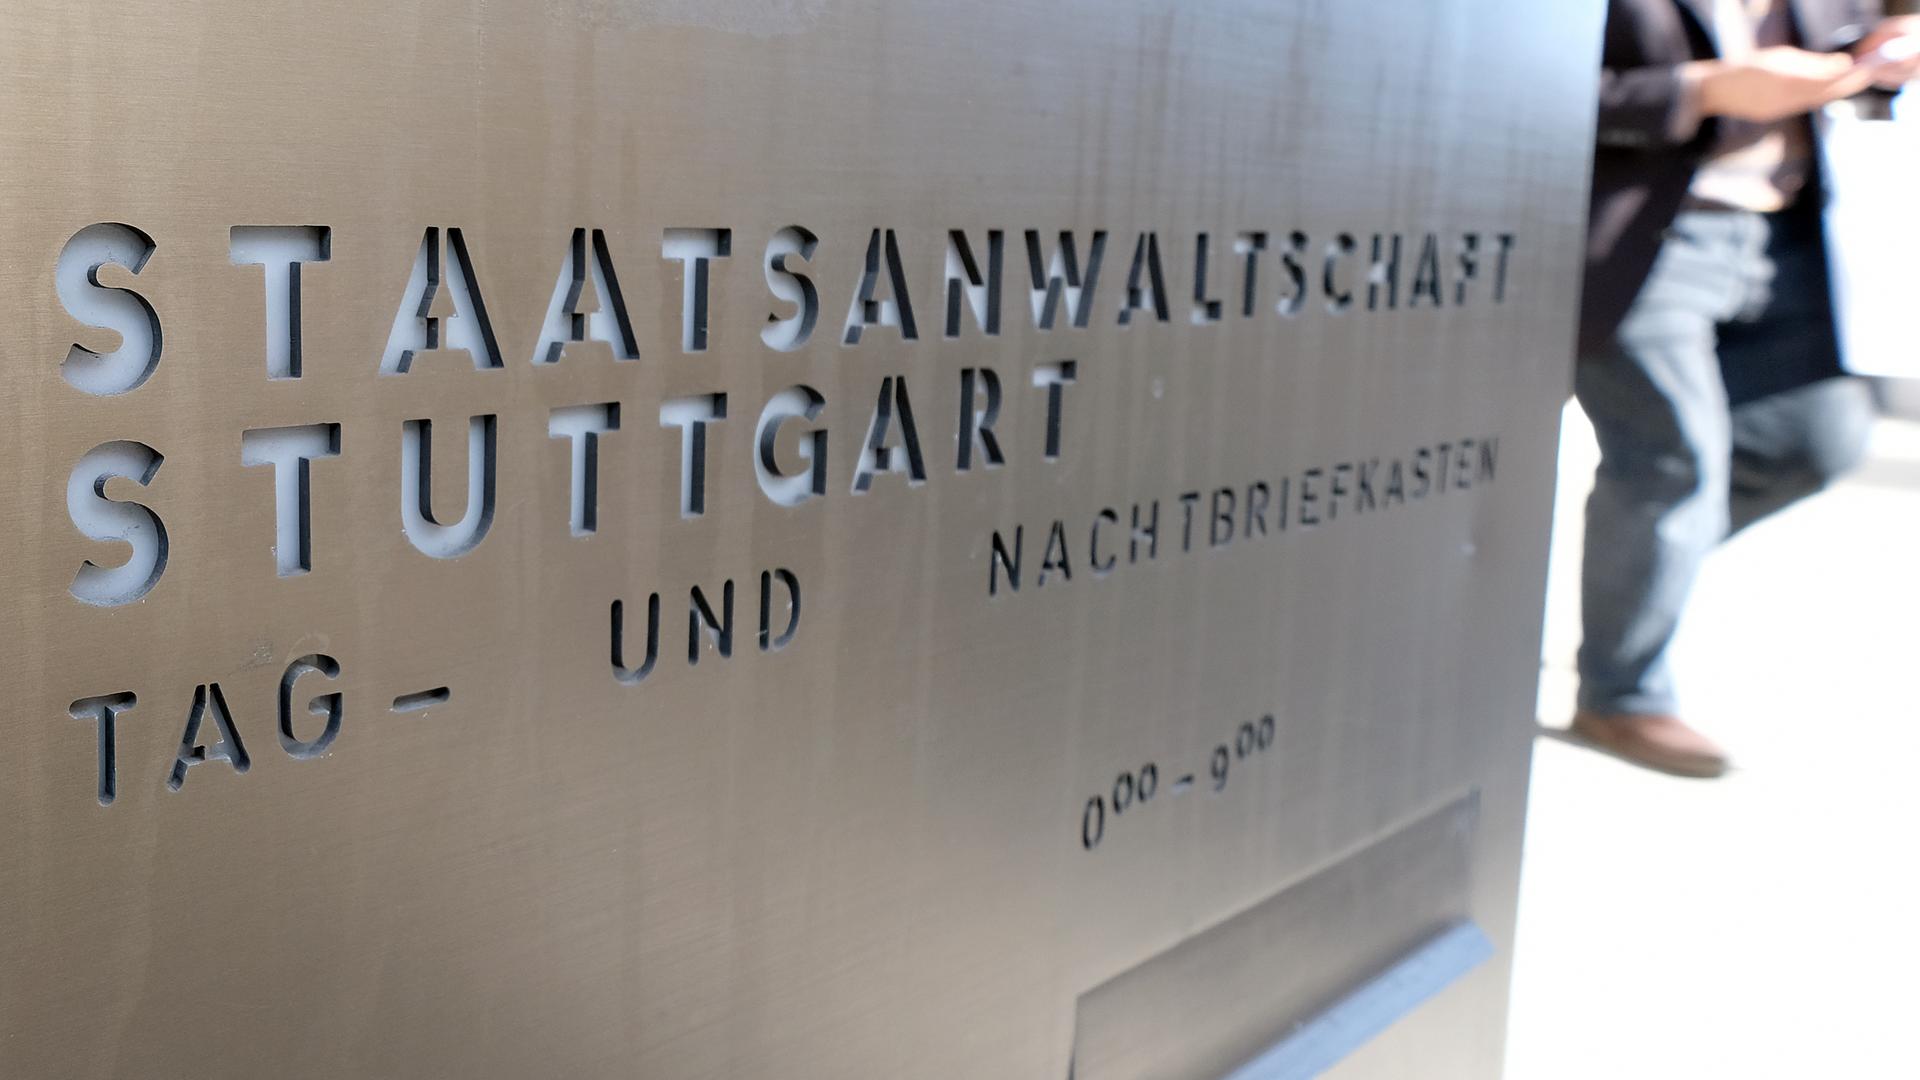 STAATSANWALTSCHAFT
STUTTGART
TAG- UND NACHTBRIEFKASTEN
0⁰⁰ – 9⁰⁰